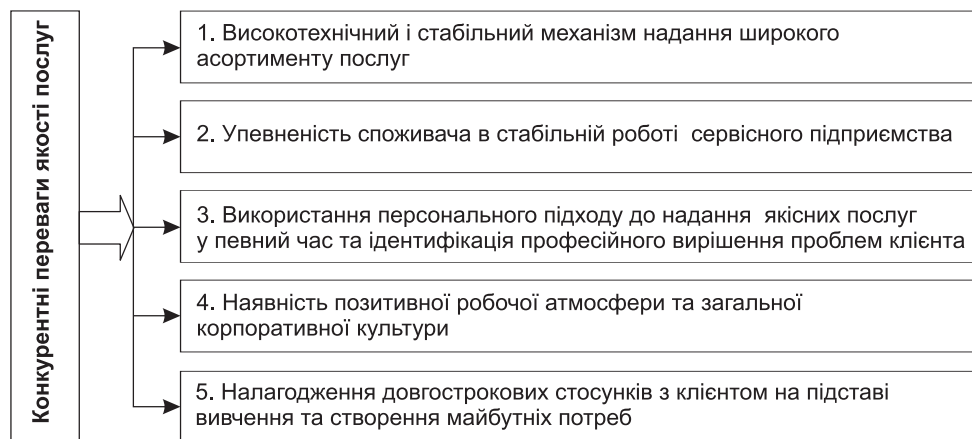 Конкурентні переваги якості послуг
1. Високотехнічний і стабільний механізм надання широкого
асортименту послуг
2. Упевненість споживача в стабільній роботі сервісного підприємства
3. Використання персонального підходу до надання якісних послуг
у певний час та ідентифікація професійного вирішення проблем клієнта
4. Наявність позитивної робочої атмосфери та загальної
корпоративної культури
5. Налагодження довгострокових стосунків з клієнтом на підставі
вивчення та створення майбутніх потреб